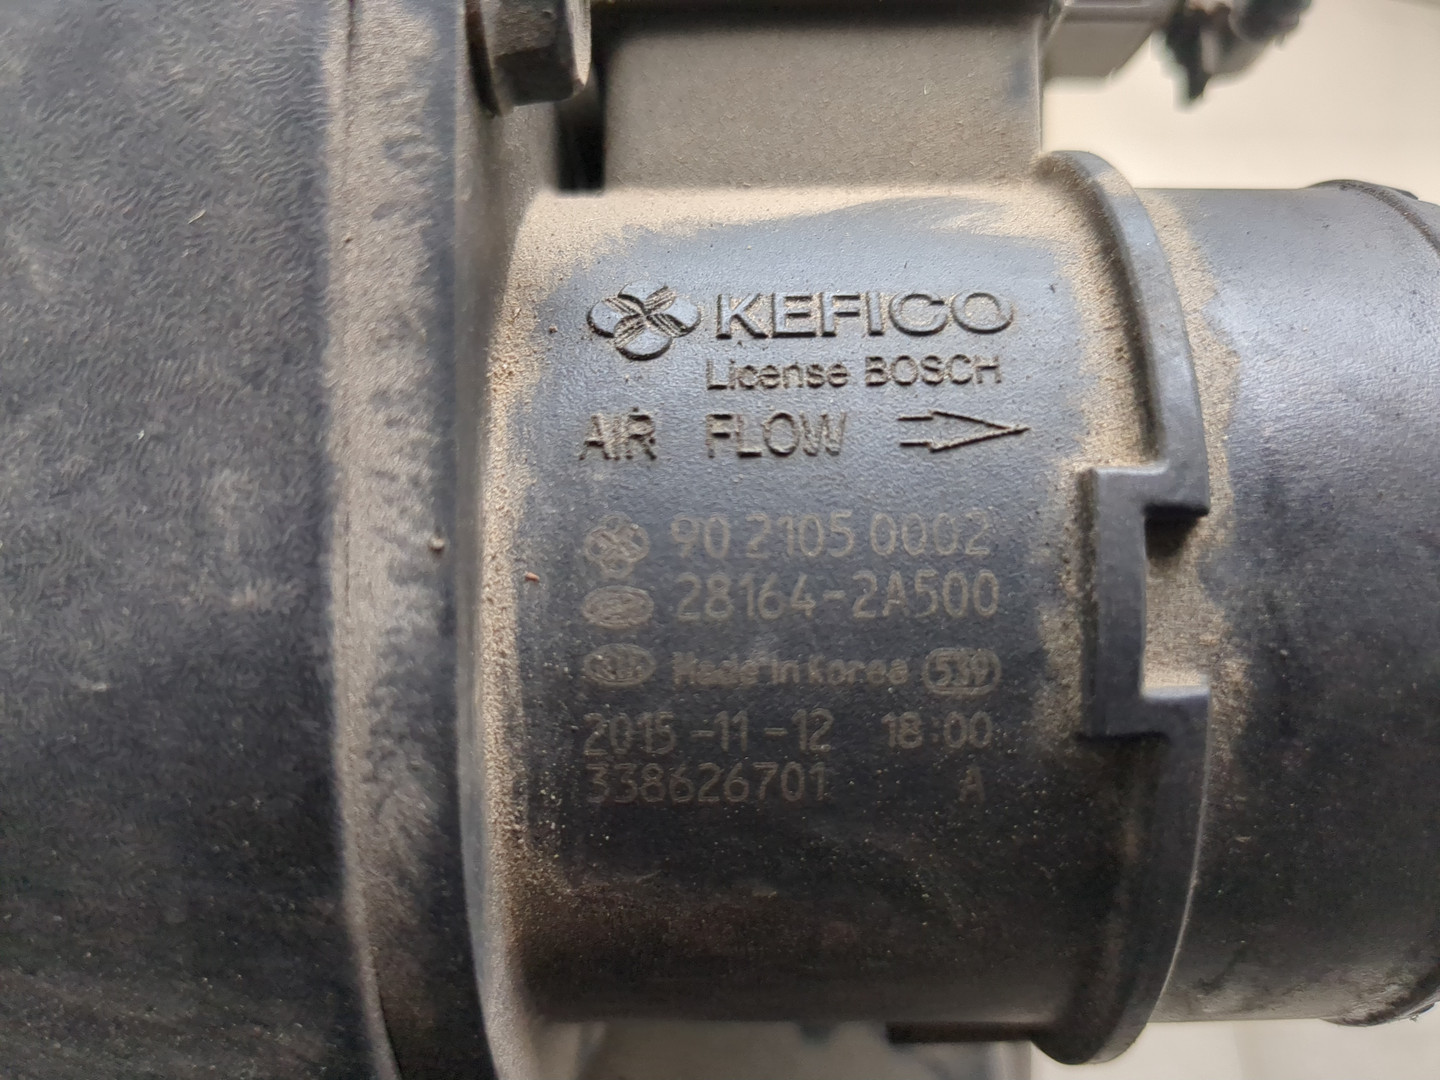 KEFICO
License BOSCH
AIR FLOW
90 2105 0002
28164-2A500
KIA Made in Korea 539
2015-11-12 18:00
338626701 A